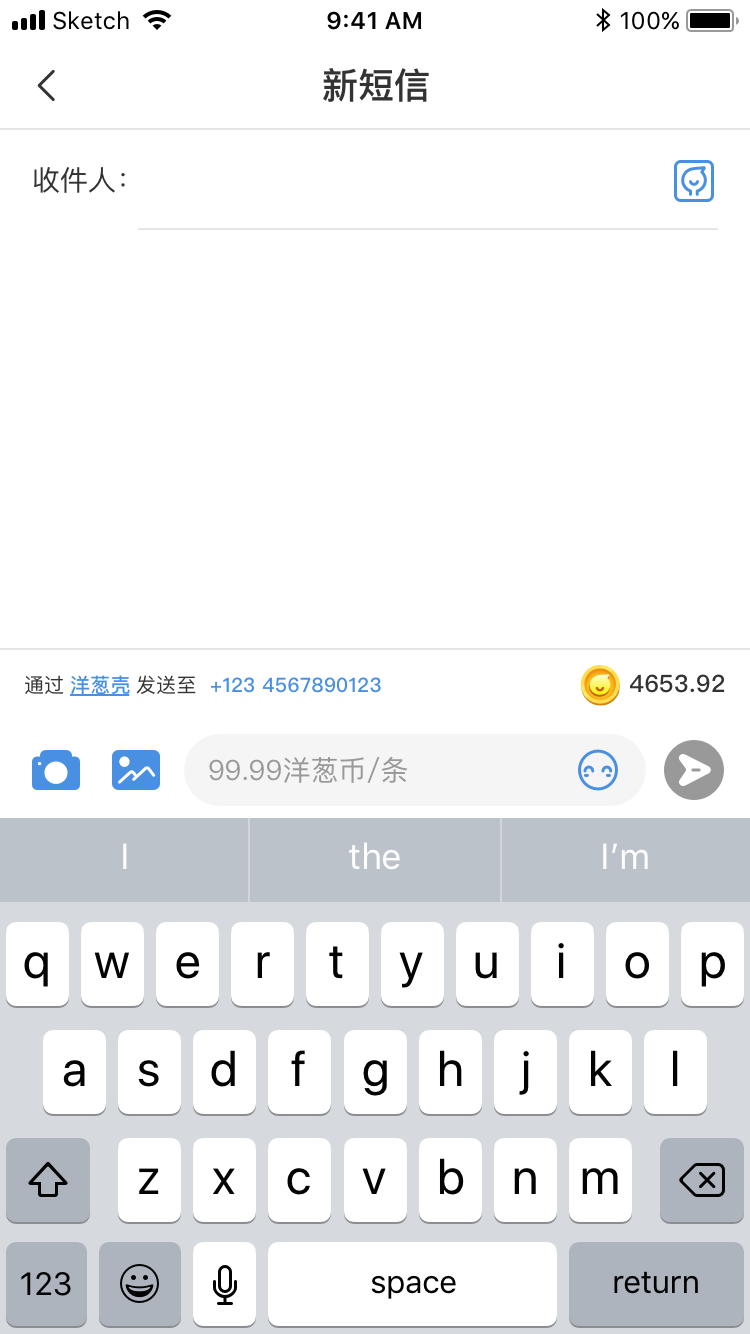 Sketch 9:41 AM 100%
新短信
收件人：
通过 洋葱壳 发送至 +123 4567890123 4653.92
99.99洋葱币/条
I the I’m
q w e r t y u i o p
a s d f g h j k l
z x c v b n m
123 space return